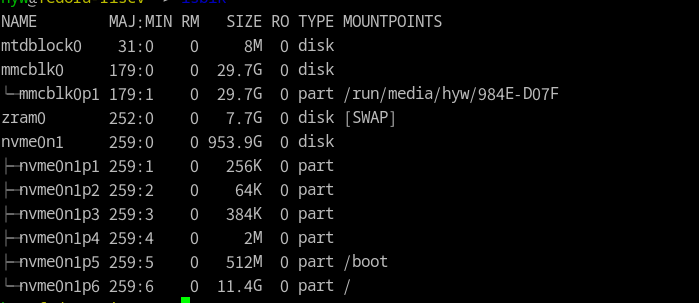 NAME        MAJ:MIN RM   SIZE RO TYPE MOUNTPOINTS
mtdblock0    31:0    0     8M  0 disk
mmcblk0     179:0    0  29.7G  0 disk
└─mmcblk0p1 179:1    0  29.7G  0 part /run/media/hyw/984E-D07F
zram0       252:0    0   7.7G  0 disk [SWAP]
nvme0n1     259:0    0 953.9G  0 disk
├─nvme0n1p1 259:1    0   256K  0 part
├─nvme0n1p2 259:2    0    64K  0 part
├─nvme0n1p3 259:3    0   384K  0 part
├─nvme0n1p4 259:4    0     2M  0 part
├─nvme0n1p5 259:5    0   512M  0 part /boot
└─nvme0n1p6 259:6    0  11.4G  0 part /